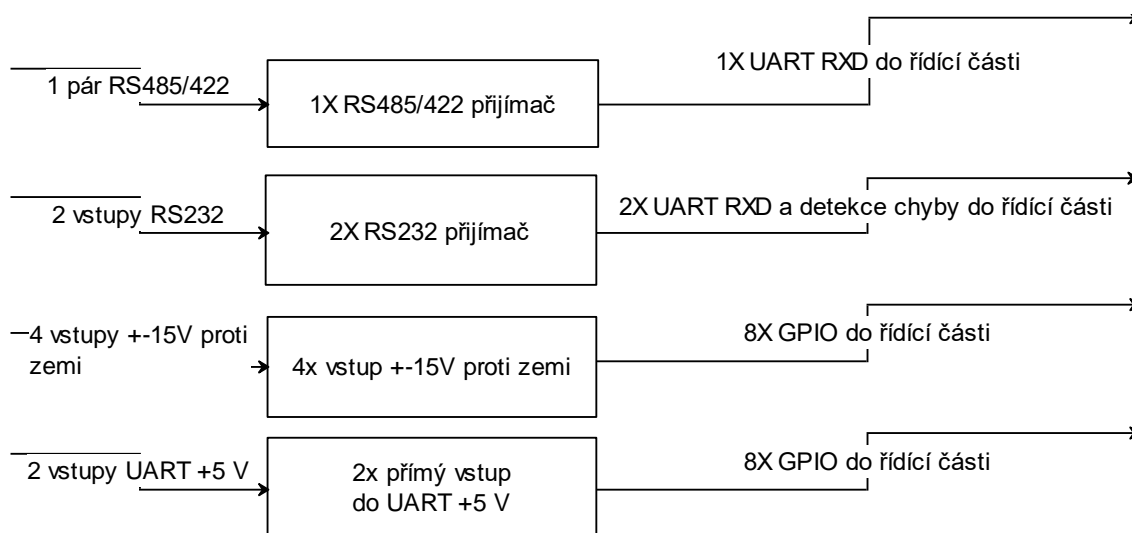 1 pár RS485/422
1X RS485/422 přijímač
1X UART RXD do řídící části
2 vstupy RS232
2X RS232 přijímač
2X UART RXD a detekce chyby do řídící části
4 vstupy +-15V proti
zemi
4x vstup +-15V proti zemi
8X GPIO do řídící části
2 vstupy UART +5 V
2x přímý vstup
do UART +5 V
8X GPIO do řídící části